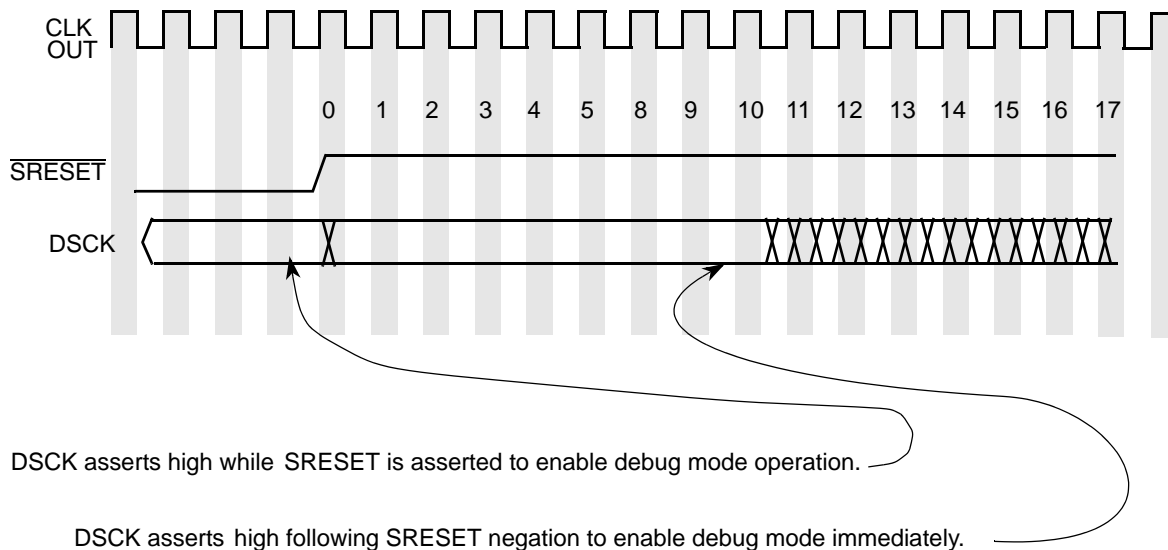 CLK
OUT
0 1 2 3 4 5 8 9 10 11 12 13 14 15 16 17
SRESET
DSCK
DSCK asserts high while SRESET is asserted to enable debug mode operation.
DSCK asserts high following SRESET negation to enable debug mode immediately.